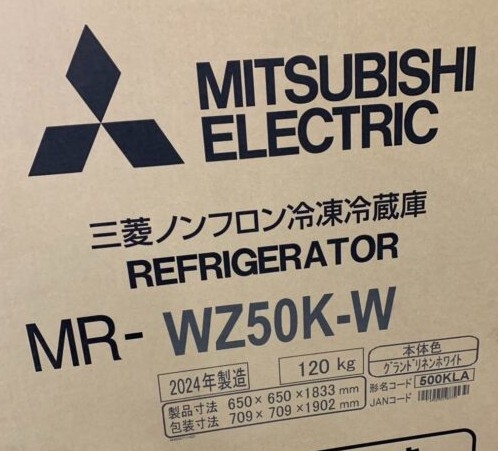 MITSUBISHI
ELECTRIC
三菱ノンフロン冷凍冷蔵庫
REFRIGERATOR
MR- WZ50K-W
2024年製造
120 kg
本体色
グランドリネンホワイト
製品寸法 650×650×1833 mm
包装寸法 709×709×1902 mm
形名コード 500KLA
JANコード